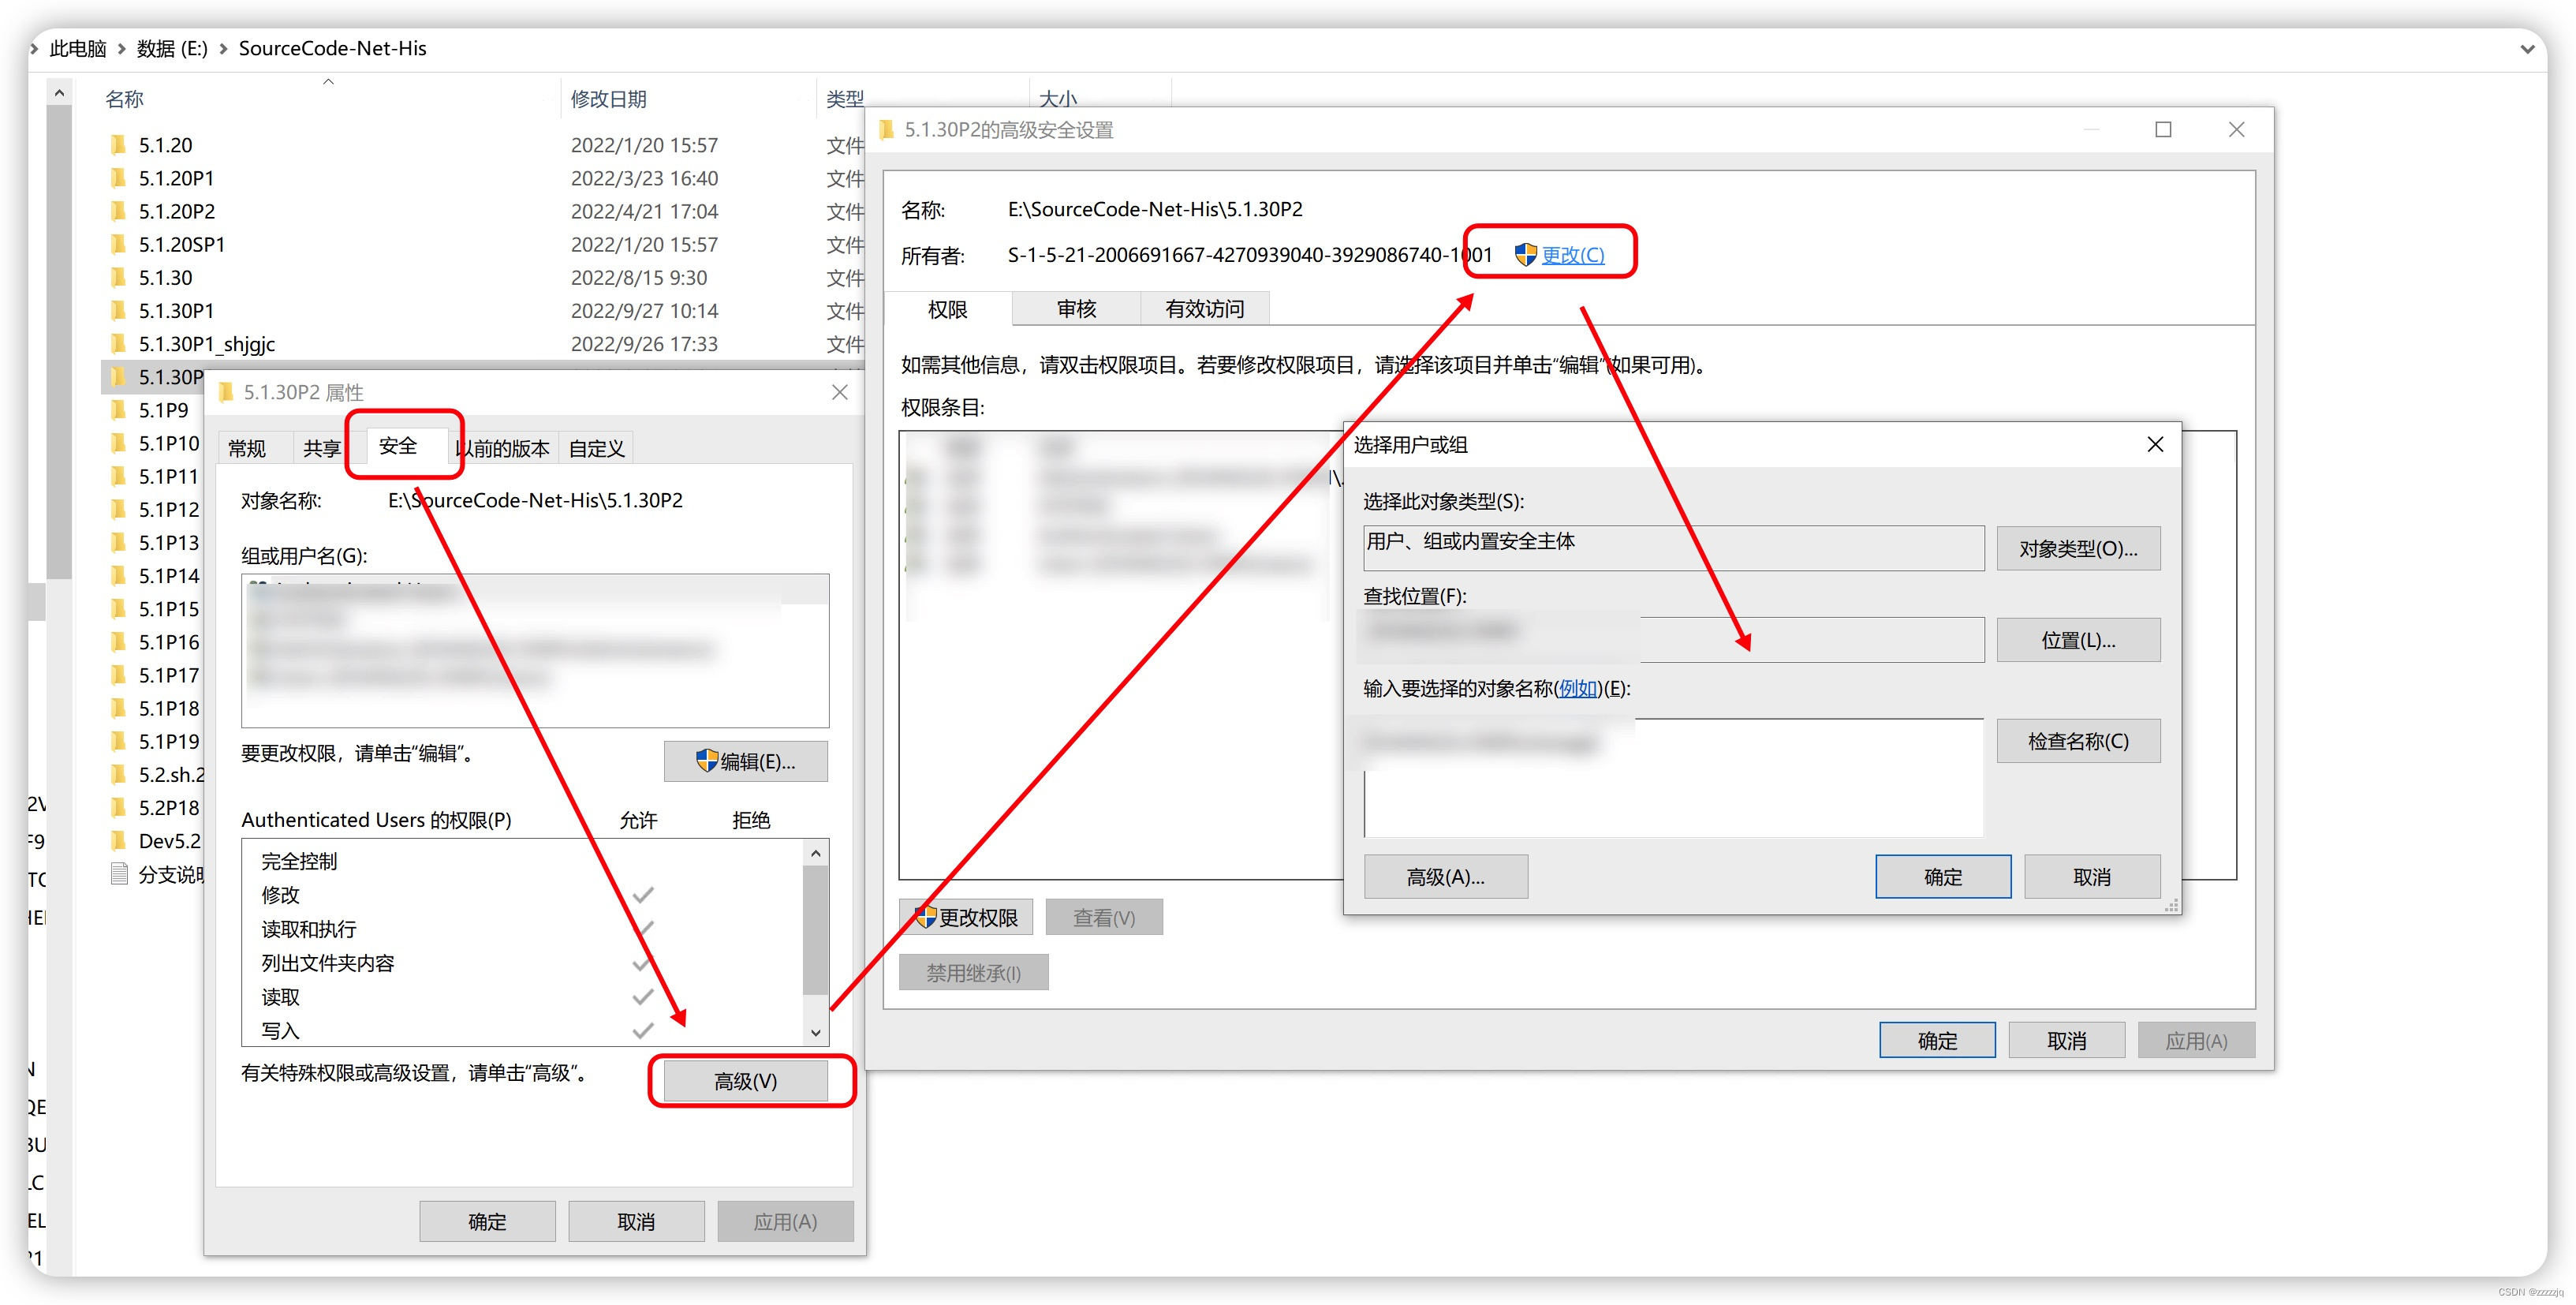 此电脑 > 数据 (E:) > SourceCode-Net-His
名称 修改日期 类型 大小
5.1.20 2022/1/20 15:57 文件
5.1.20P1 2022/3/23 16:40 文件
5.1.20P2 2022/4/21 17:04 文件
5.1.20SP1 2022/1/20 15:57 文件
5.1.30 2022/8/15 9:30 文件
5.1.30P1 2022/9/27 10:14 文件
5.1.30P1_shjgjc 2022/9/26 17:33 文件
5.1.30P
5.1P9
5.1P10
5.1P11
5.1P12
5.1P13
5.1P14
5.1P15
5.1P16
5.1P17
5.1P18
5.1P19
5.2.sh.2
5.2P18
Dev5.2
分支说明
5.1.30P2 属性
常规 共享 安全 以前的版本 自定义
对象名称: E:\SourceCode-Net-His\5.1.30P2
组或用户名(G):
要更改权限，请单击“编辑”。
编辑(E)...
Authenticated Users 的权限(P) 允许 拒绝
完全控制
修改
读取和执行
列出文件夹内容
读取
写入
有关特殊权限或高级设置，请单击“高级”。
高级(V)
确定 取消 应用(A)
5.1.30P2的高级安全设置
名称: E:\SourceCode-Net-His\5.1.30P2
所有者: S-1-5-21-2006691667-4270939040-3929086740-1001 更改(C)
权限 审核 有效访问
如需其他信息，请双击权限项目。若要修改权限项目，请选择该项目并单击“编辑”(如果可用)。
权限条目:
更改权限 查看(V)
禁用继承(I)
确定 取消 应用(A)
选择用户或组
选择此对象类型(S):
用户、组或内置安全主体 对象类型(O)...
查找位置(F):
位置(L)...
输入要选择的对象名称(例如)(E):
检查名称(C)
高级(A)... 确定 取消
CSDN @zzzzzjq